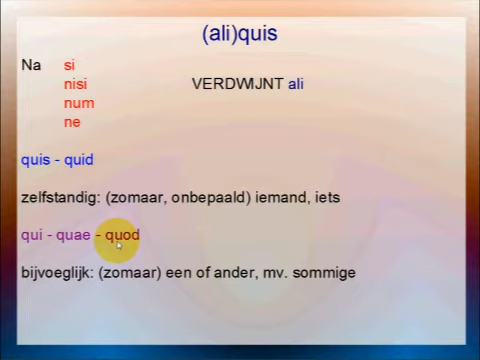 (ali)quis
Na si
nisi VERDWIJNT ali
num
ne
quis - quid
zelfstandig: (zomaar, onbepaald) iemand, iets
qui - quae - quod
bijvoeglijk: (zomaar) een of ander, mv. sommige